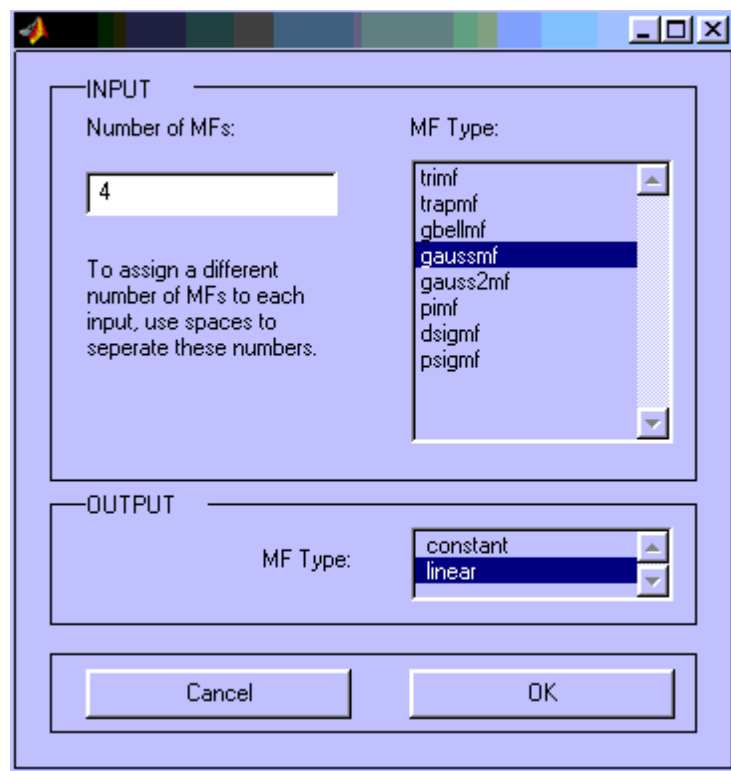 INPUT
Number of MFs:
4
To assign a different
number of MFs to each
input, use spaces to
seperate these numbers.
MF Type:
trimf
trapmf
gbellmf
gaussmf
gauss2mf
pimf
dsigmf
psigmf
OUTPUT
MF Type:
constant
linear
Cancel
OK